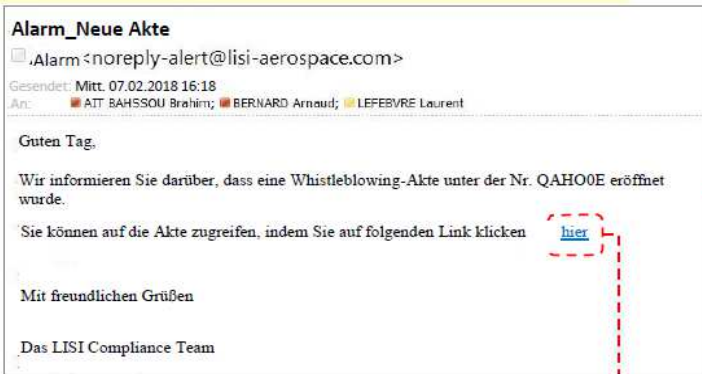 Alarm_Neue Akte
.Alarm <noreply-alert@lisi-aerospace.com>
Gesendet: Mitt. 07.02.2018 16:18
An: AIT BAHSSOU Brahim; BERNARD Arnaud; LEFEBVRE Laurent
Guten Tag,
Wir informieren Sie darüber, dass eine Whistleblowing-Akte unter der Nr. QAHO0E eröffnet
wurde.
Sie können auf die Akte zugreifen, indem Sie auf folgenden Link klicken hier
Mit freundlichen Grüßen
Das LISI Compliance Team